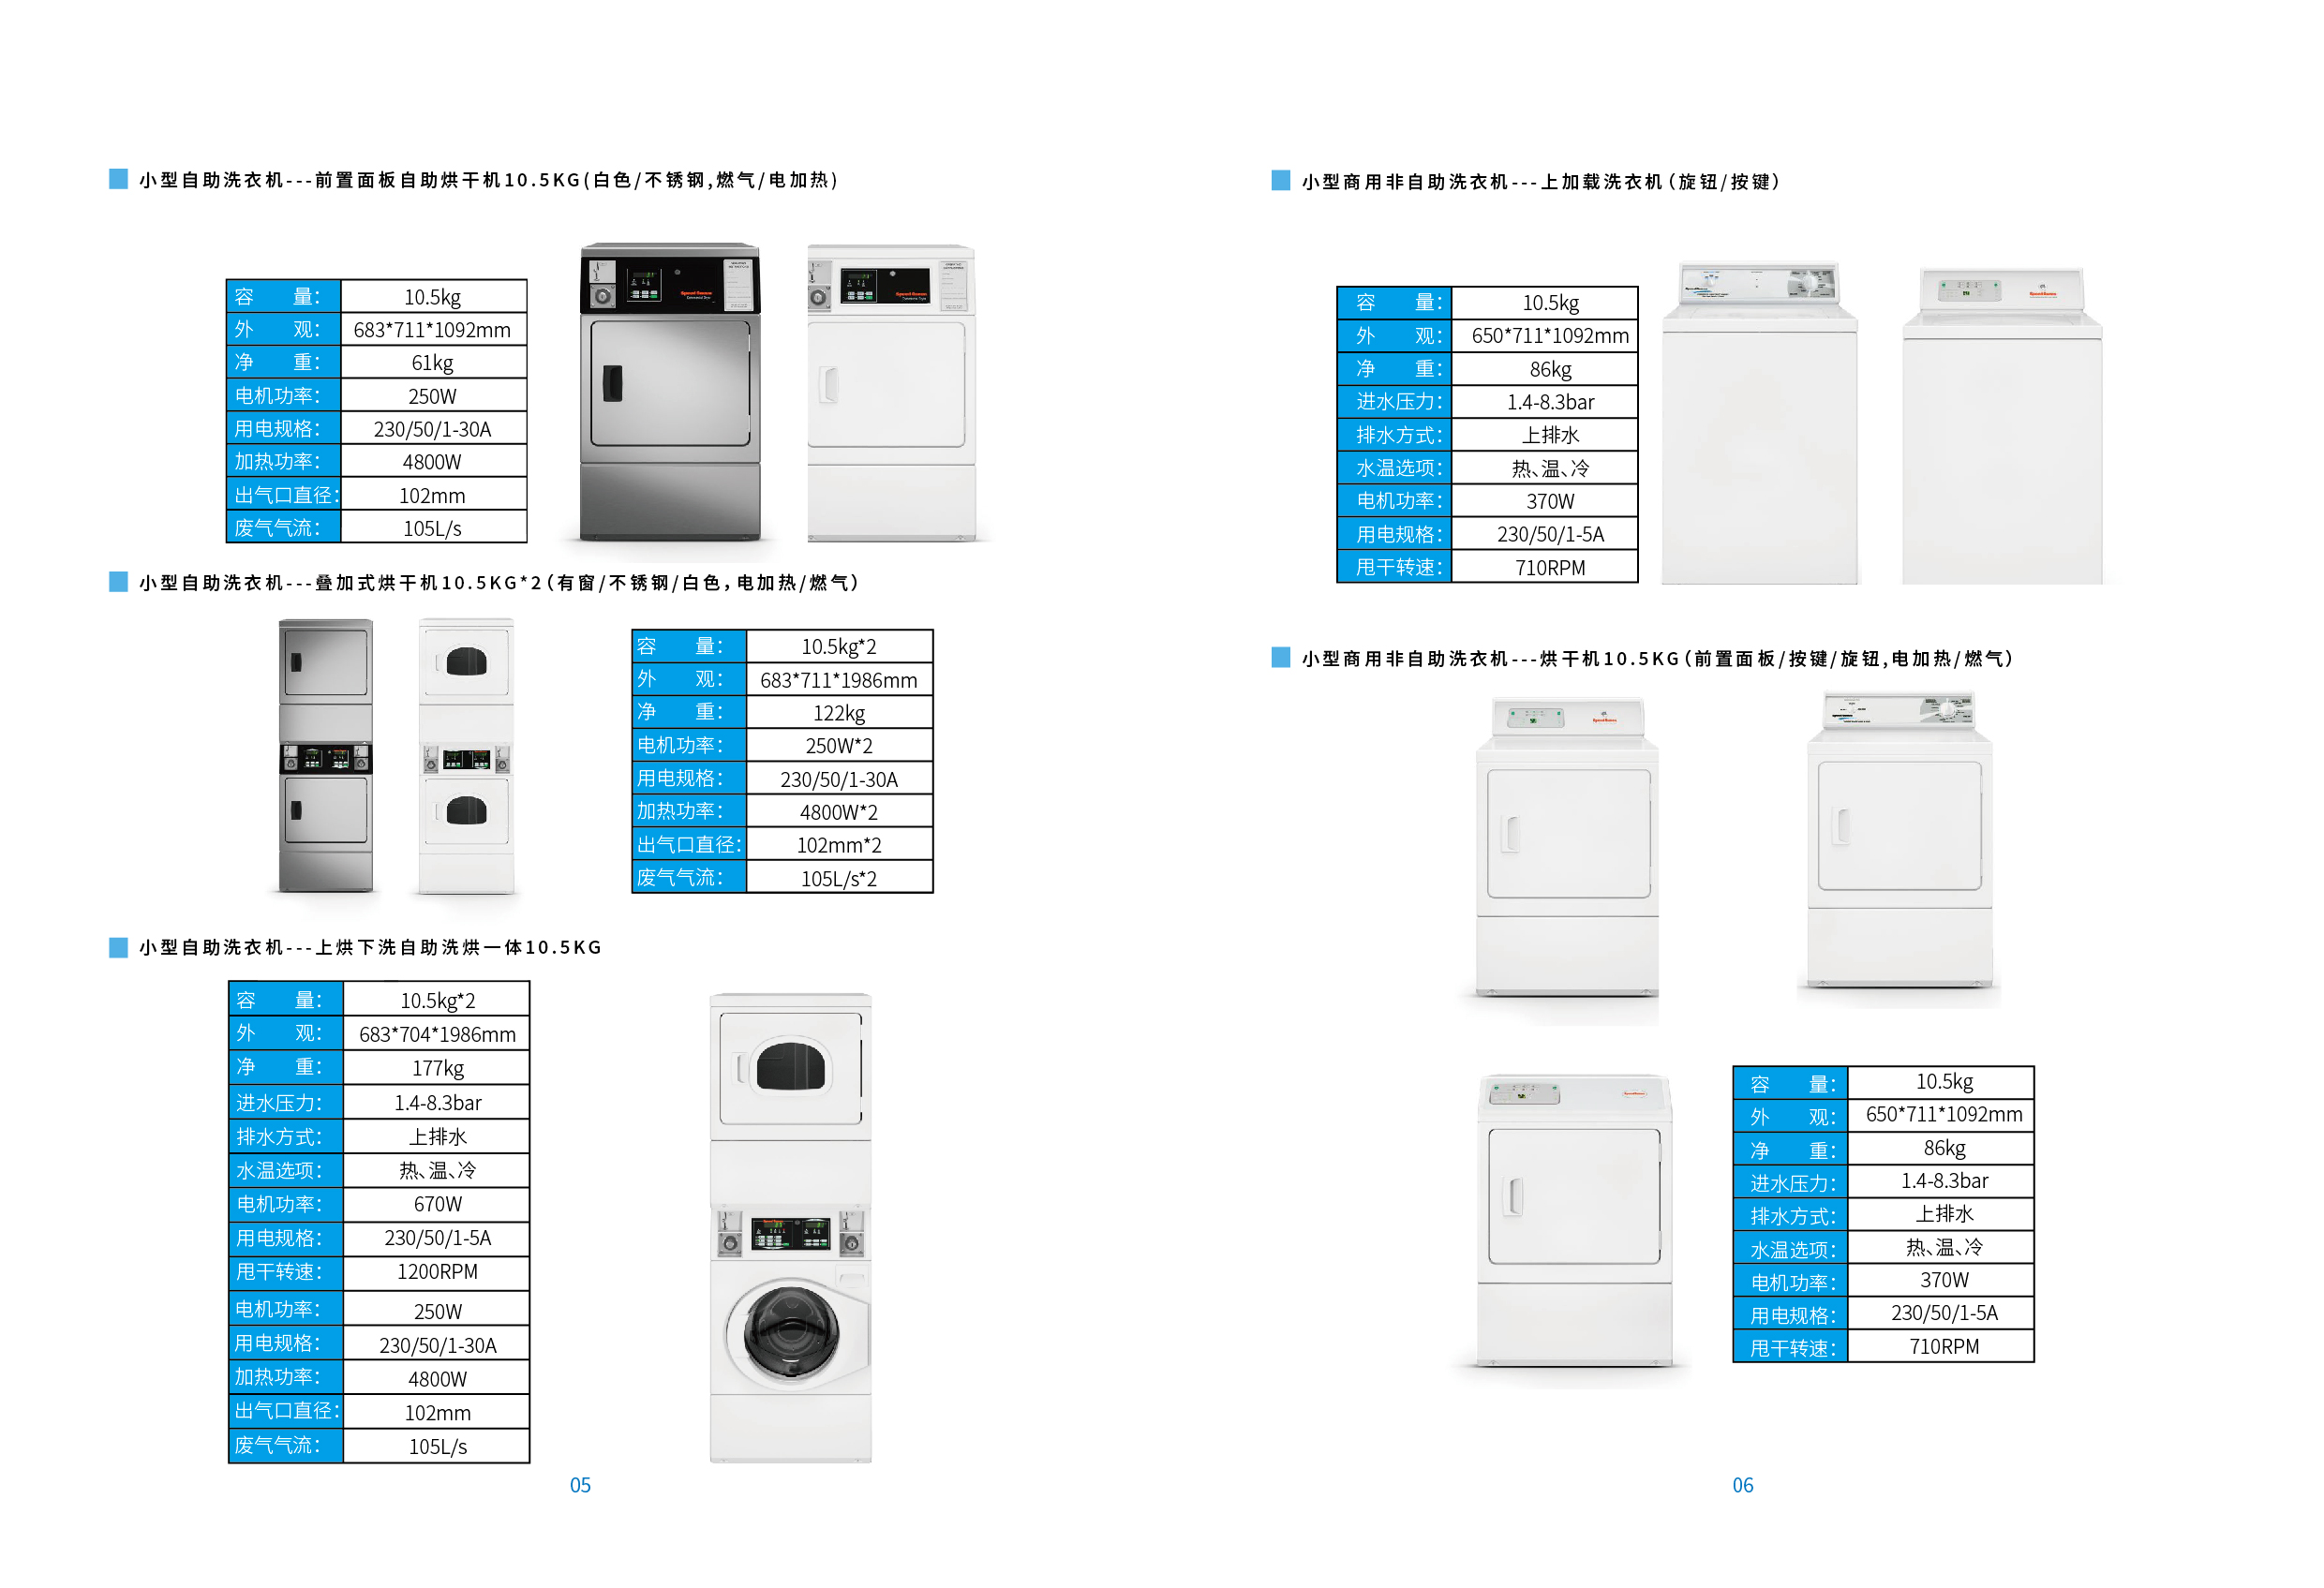 小型自助洗衣机---前置面板自助烘干机10.5KG(白色/不锈钢,燃气/电加热)
容 量： 10.5kg
外 观： 683*711*1092mm
净 重： 61kg
电机功率： 250W
用电规格： 230/50/1-30A
加热功率： 4800W
出气口直径： 102mm
废气气流： 105L/s
小型自助洗衣机---叠加式烘干机10.5KG*2（有窗/不锈钢/白色，电加热/燃气）
容 量： 10.5kg*2
外 观： 683*711*1986mm
净 重： 122kg
电机功率： 250W*2
用电规格： 230/50/1-30A
加热功率： 4800W*2
出气口直径： 102mm*2
废气气流： 105L/s*2
小型自助洗衣机---上烘下洗自助洗烘一体10.5KG
容 量： 10.5kg*2
外 观： 683*704*1986mm
净 重： 177kg
进水压力： 1.4-8.3bar
排水方式： 上排水
水温选项： 热、温、冷
电机功率： 670W
用电规格： 230/50/1-5A
甩干转速： 1200RPM
电机功率： 250W
用电规格： 230/50/1-30A
加热功率： 4800W
出气口直径： 102mm
废气气流： 105L/s
05
小型商用非自助洗衣机---上加载洗衣机（旋钮/按键）
容 量： 10.5kg
外 观： 650*711*1092mm
净 重： 86kg
进水压力： 1.4-8.3bar
排水方式： 上排水
水温选项： 热、温、冷
电机功率： 370W
用电规格： 230/50/1-5A
甩干转速： 710RPM
小型商用非自助洗衣机---烘干机10.5KG（前置面板/按键/旋钮,电加热/燃气）
容 量： 10.5kg
外 观： 650*711*1092mm
净 重： 86kg
进水压力： 1.4-8.3bar
排水方式： 上排水
水温选项： 热、温、冷
电机功率： 370W
用电规格： 230/50/1-5A
甩干转速： 710RPM
06